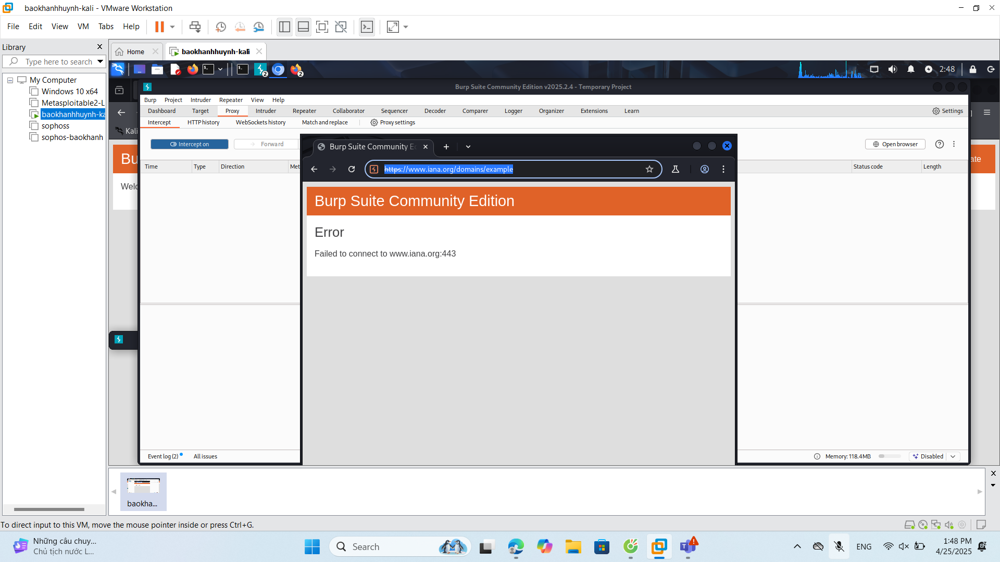 baokhanhhuynh-kali - VMware Workstation
File Edit View VM Tabs Help
Library
Type here to search
My Computer
Windows 10 x64
Metasploitable2-L
baokhanhhuynh-ka
sophoss
sophos-baokhanh
Home
baokhanhhuynh-kali
2
2
2:48
Burp Suite Community Edition v2025.2.4 - Temporary Project
Burp Project Intruder Repeater View Help
Dashboard Target Proxy Intruder Repeater Collaborator Sequencer Decoder Comparer Logger Organizer Extensions Learn Settings
Intercept HTTP history WebSockets history Match and replace Proxy settings
Kali
Intercept on Forward Open browser
Time Type Direction Met Status code Length
Bu
ate
Welc
Burp Suite Community Ed
https://www.iana.org/domains/example
Burp Suite Community Edition
Error
Failed to connect to www.iana.org:443
Event log (2) All issues Memory: 118.4MB Disabled
baokha...
To direct input to this VM, move the mouse pointer inside or press Ctrl+G.
Những câu chuy...
Chủ tịch nước L...
Search
ENG
1:48 PM
4/25/2025